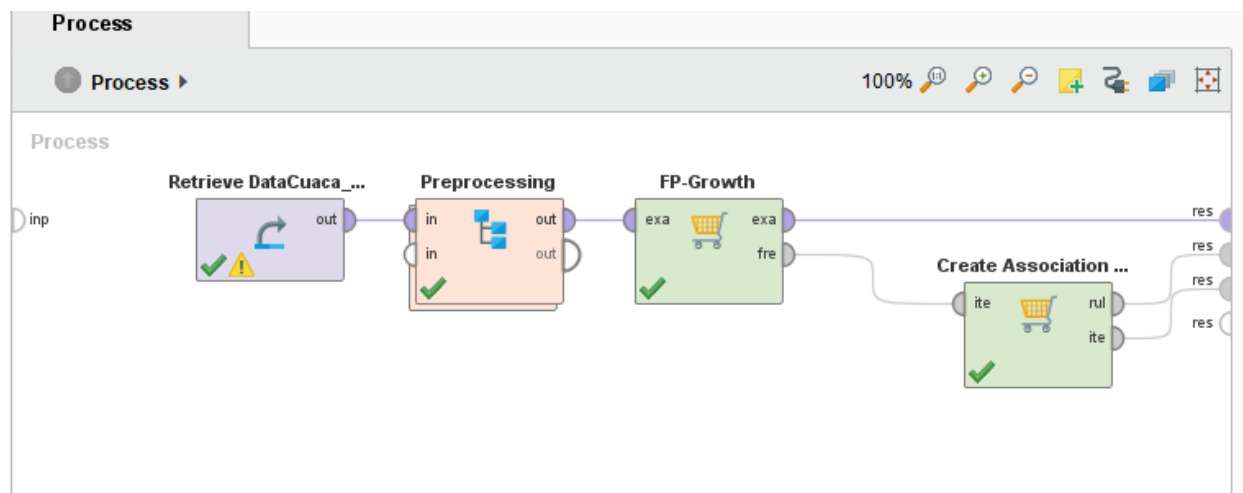 Process
Process
100%
Process
Retrieve DataCuaca_...
Preprocessing
FP-Growth
inp
out
in
out
in
out
exa
exa
fre
res
res
res
res
Create Association ...
ite
rul
ite